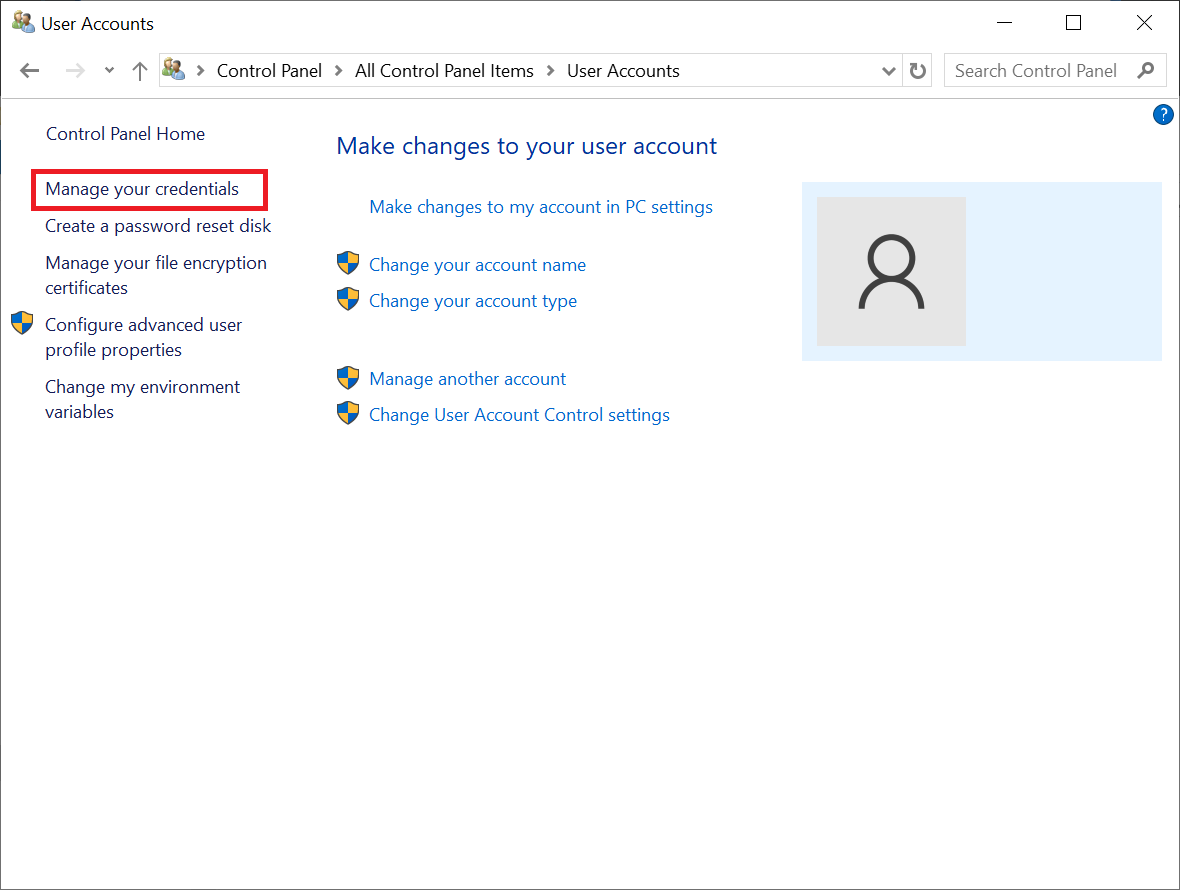 User Accounts
Control Panel All Control Panel Items User Accounts
Search Control Panel
?
Control Panel Home
Manage your credentials
Create a password reset disk
Manage your file encryption
certificates
Configure advanced user
profile properties
Change my environment
variables
Make changes to your user account
Make changes to my account in PC settings
Change your account name
Change your account type
Manage another account
Change User Account Control settings